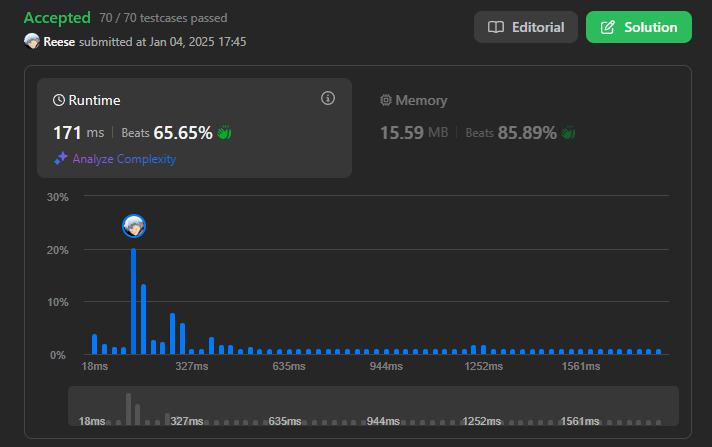 Accepted 70 / 70 testcases passed
Editorial
Solution
Reese submitted at Jan 04, 2025 17:45
Runtime
Memory
171 ms | Beats 65.65%
15.59 MB | Beats 85.89%
Analyze Complexity
30%
20%
10%
0%
18ms 327ms 635ms 944ms 1252ms 1561ms
18ms 327ms 635ms 944ms 1252ms 1561ms